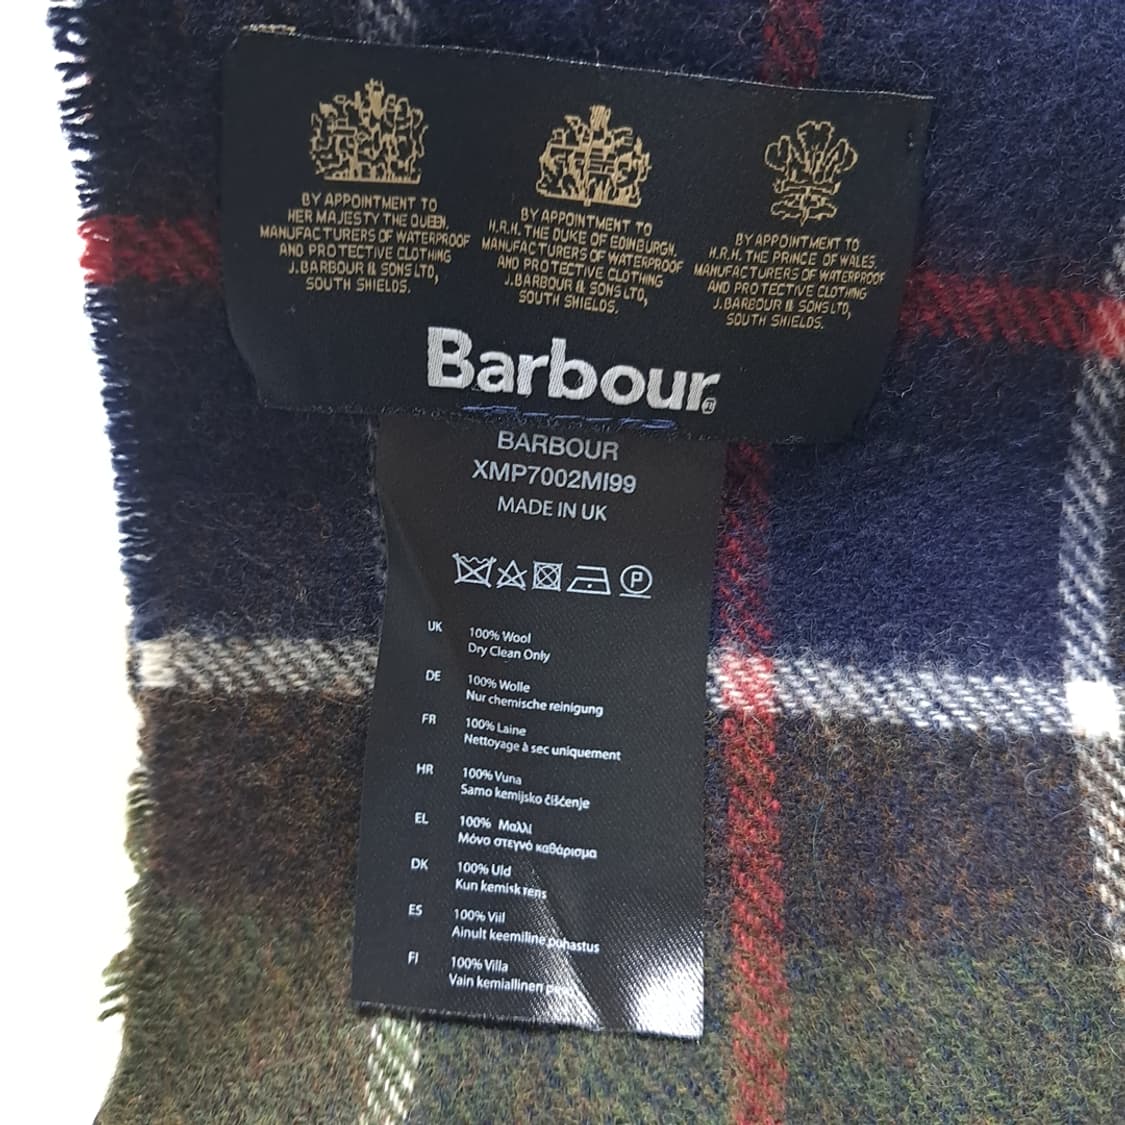 BY APPOINTMENT TO
HER MAJESTY THE QUEEN,
MANUFACTURERS OF WATERPROOF
AND PROTECTIVE CLOTHING
J.BARBOUR & SONS LTD,
SOUTH SHIELDS.
BY APPOINTMENT TO
H.R.H. THE DUKE OF EDINBURGH,
MANUFACTURERS OF WATERPROOF
AND PROTECTIVE CLOTHING
J.BARBOUR & SONS LTD,
SOUTH SHIELDS.
BY APPOINTMENT TO
H.R.H. THE PRINCE OF WALES,
MANUFACTURERS OF WATERPROOF
AND PROTECTIVE CLOTHING
J.BARBOUR & SONS LTD,
SOUTH SHIELDS.
Barbour®
BARBOUR
XMP7002MI99
MADE IN UK
P
UK 100% Wool
Dry Clean Only
DE 100% Wolle
Nur chemische reinigung
FR 100% Laine
Nettoyage à sec uniquement
HR 100% Vuna
Samo kemijsko čišćenje
EL 100% Μαλλί
Μόνο στεγνό καθάρισμα
DK 100% Uld
Kun kemisk rens
ES 100% Viil
Ainult keemiline puhastus
FI 100% Villa
Vain kemiallinen